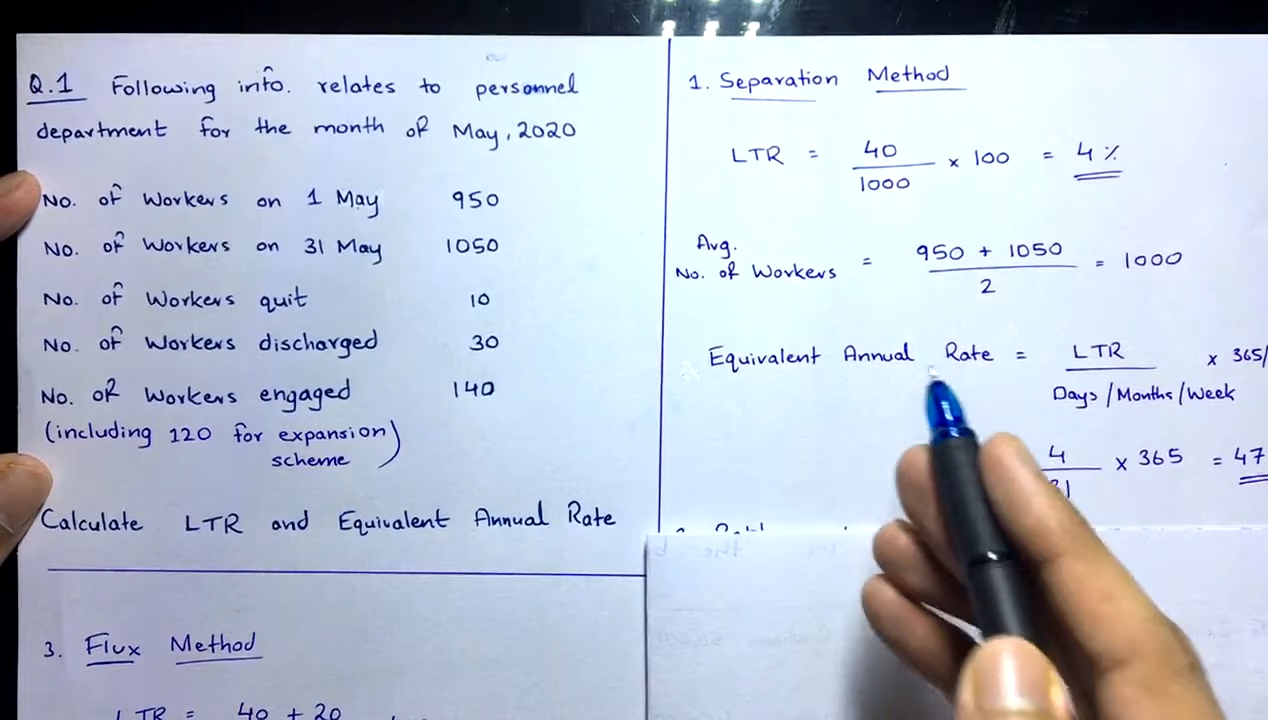 Q.1 Following info. relates to personnel
department for the month of May, 2020
No. of Workers on 1 May 950
No. of Workers on 31 May 1050
No. of Workers quit 10
No. of Workers discharged 30
No. of Workers engaged 140
(including 120 for expansion
scheme)
Calculate LTR and Equivalent Annual Rate
3. Flux Method
LTR = 40 + 20
1. Separation Method
LTR = 40 × 100 = 4 %
1000
Avg.
No. of Workers = 950 + 1050 = 1000
2
Equivalent Annual Rate = LTR × 365/
Days/Months/Week
4 × 365 = 47